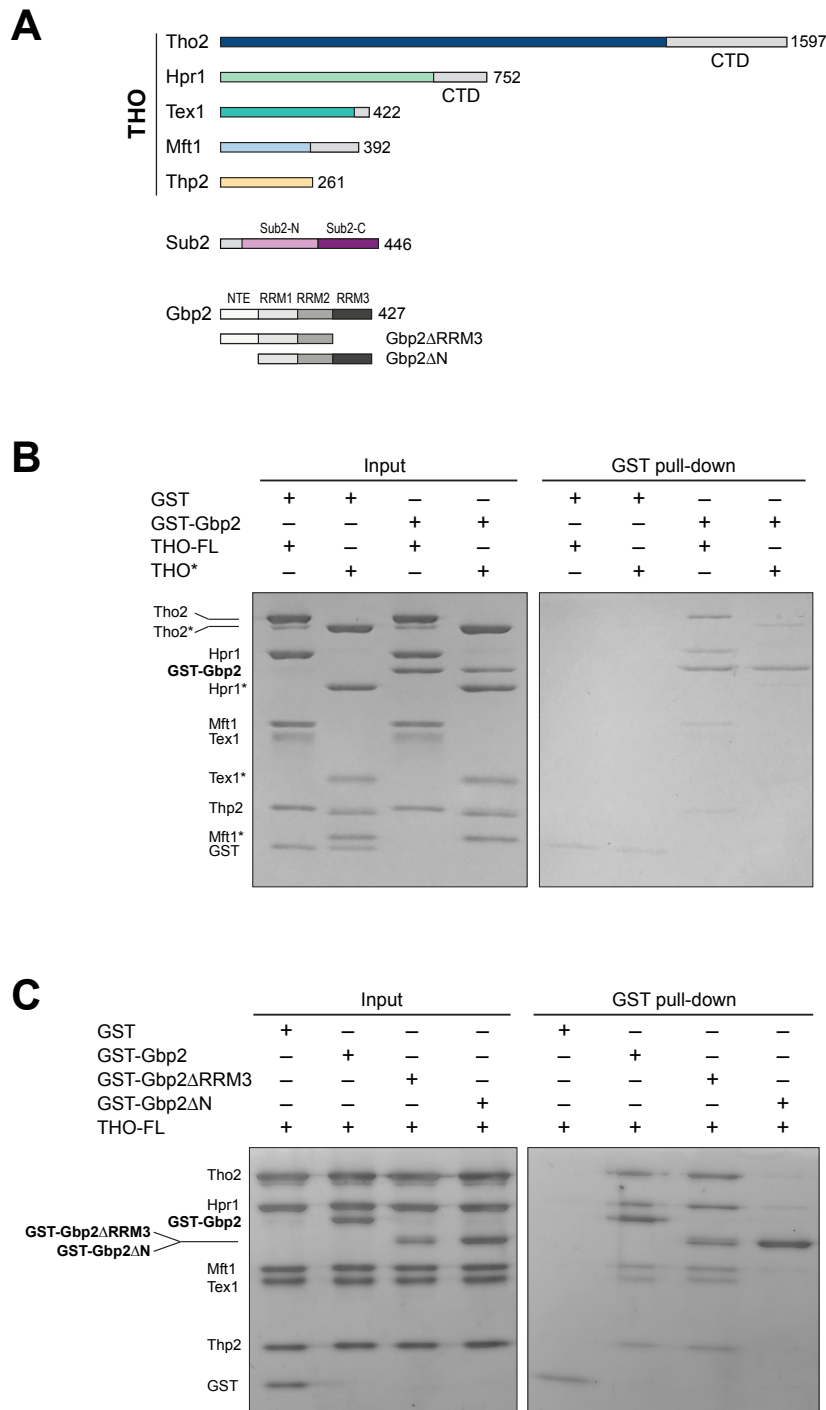 A
THO
Tho2 1597
CTD
Hpr1 752
CTD
Tex1 422
Mft1 392
Thp2 261
Sub2-N Sub2-C
Sub2 446
NTE RRM1 RRM2 RRM3
Gbp2 427
Gbp2ΔRRM3
Gbp2ΔN
B
Input GST pull-down
GST + + – – + + – –
GST-Gbp2 – – + + – – + +
THO-FL + – + – + – + –
THO* – + – + – + – +
Tho2
Tho2*
Hpr1
GST-Gbp2
Hpr1*
Mft1
Tex1
Tex1*
Thp2
Mft1*
GST
C
Input GST pull-down
GST + – – – + – – –
GST-Gbp2 – + – – – + – –
GST-Gbp2ΔRRM3 – – + – – – + –
GST-Gbp2ΔN – – – + – – – +
THO-FL + + + + + + + +
Tho2
Hpr1
GST-Gbp2
GST-Gbp2ΔRRM3
GST-Gbp2ΔN
Mft1
Tex1
Thp2
GST